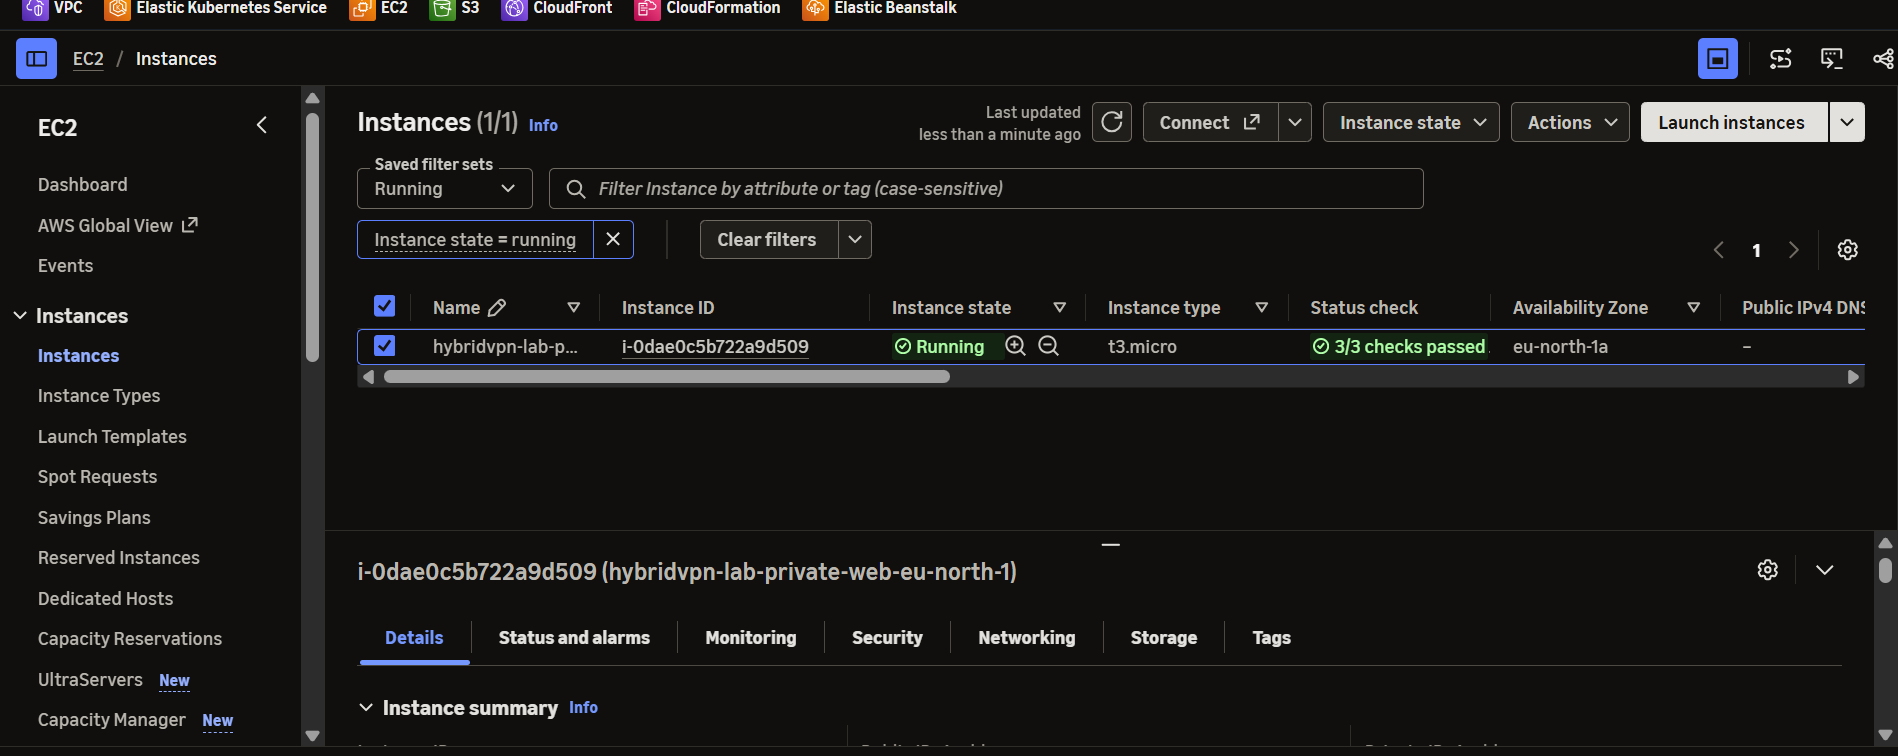 VPC Elastic Kubernetes Service EC2 S3 CloudFront CloudFormation Elastic Beanstalk
EC2 / Instances
EC2
Dashboard
AWS Global View
Events
Instances
Instances
Instance Types
Launch Templates
Spot Requests
Savings Plans
Reserved Instances
Dedicated Hosts
Capacity Reservations
UltraServers New
Capacity Manager New
Instances (1/1) Info
Last updated
less than a minute ago
Connect
Instance state
Actions
Launch instances
Saved filter sets
Running
Filter Instance by attribute or tag (case-sensitive)
Instance state = running
Clear filters
1
Name Instance ID Instance state Instance type Status check Availability Zone Public IPv4 DNS
hybridvpn-lab-p... i-0dae0c5b722a9d509 Running t3.micro 3/3 checks passed eu-north-1a –
i-0dae0c5b722a9d509 (hybridvpn-lab-private-web-eu-north-1)
Details Status and alarms Monitoring Security Networking Storage Tags
Instance summary Info